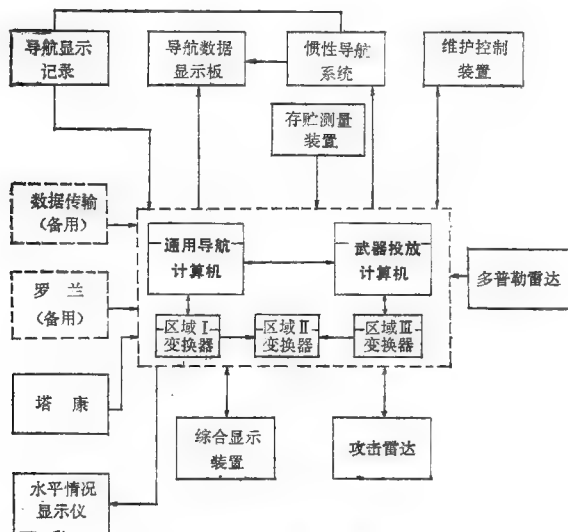 导航显示
记录
导航数据
显示板
惯性导航
系统
维护控制
装置
存贮测量
装置
数据传输
(备用)
通用导航
计算机
武器投放
计算机
多普勒雷达
罗 兰
(备用)
区域Ⅰ
变换器
区域Ⅱ
变换器
区域Ⅲ
变换器
塔 康
综合显示
装置
攻击雷达
水平情况
显示仪